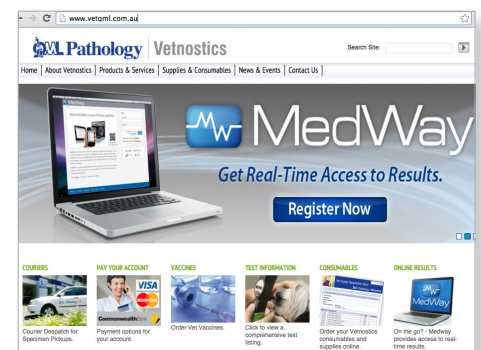 www.vetqml.com.au
QML Pathology Vetnostics
Search Site:
Home About Vetnostics Products & Services Supplies & Consumables News & Events Contact Us
MedWay
Get Real-Time Access to Results.
Register Now
COURIERS PAY YOUR ACCOUNT VACCINES TEST INFORMATION CONSUMABLES ONLINE RESULTS
VISA
MasterCard
CommonwealthBank
MedWay
Courier Despatch for
Specimen Pickups.
Payment options for
your account.
Order Vet Vaccines.
Click to view a
comprehensive test
listing.
Order your Vetnostics
consumables and
supplies online.
On the go? - Medway
provides access to real-
time results.